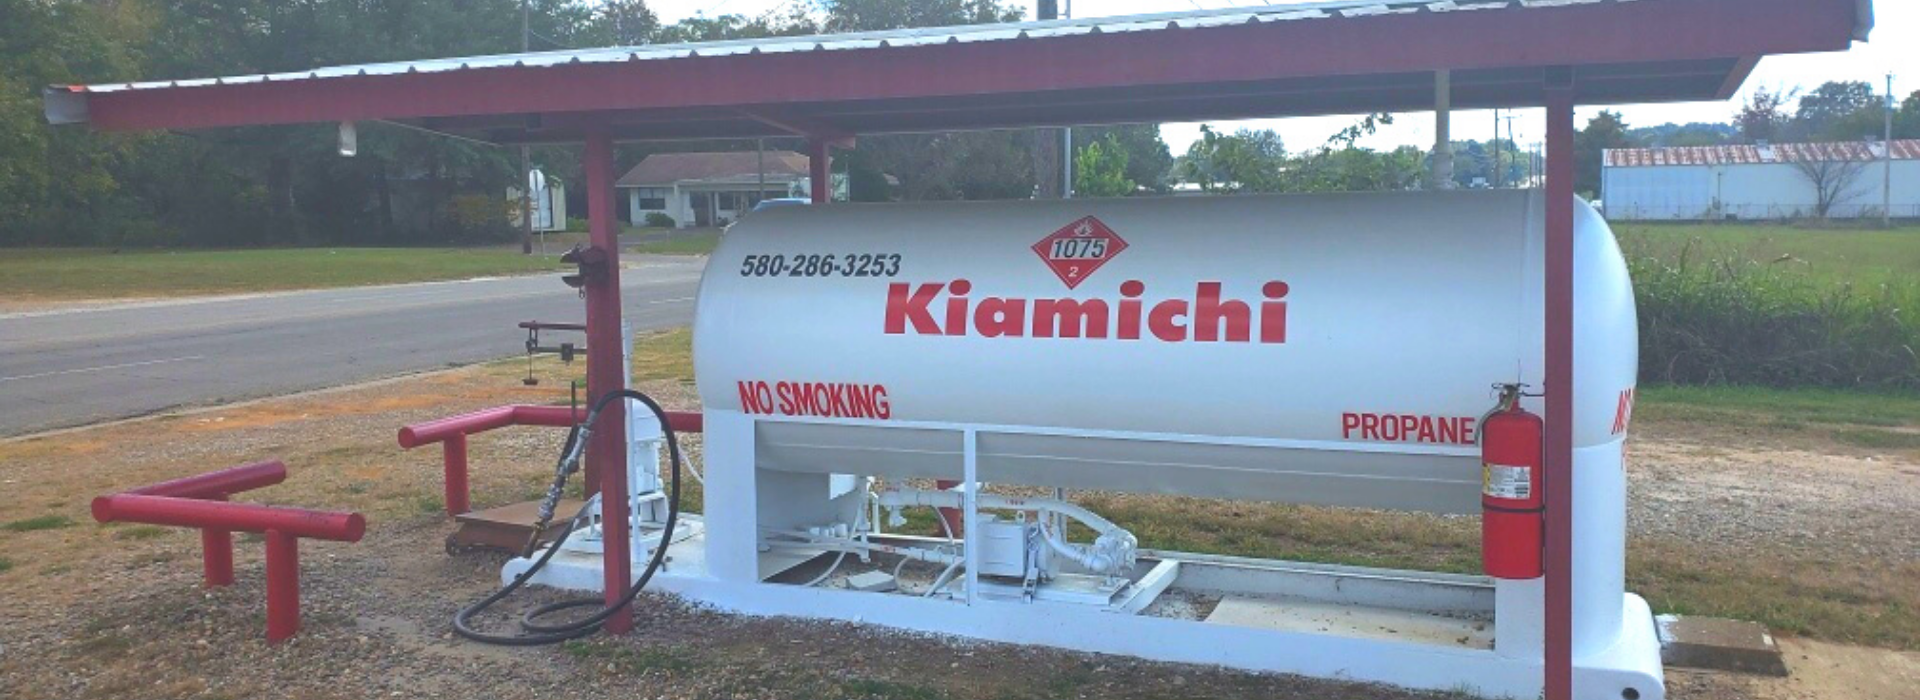 580-286-3253
1075
2
Kiamichi
NO SMOKING
PROPANE